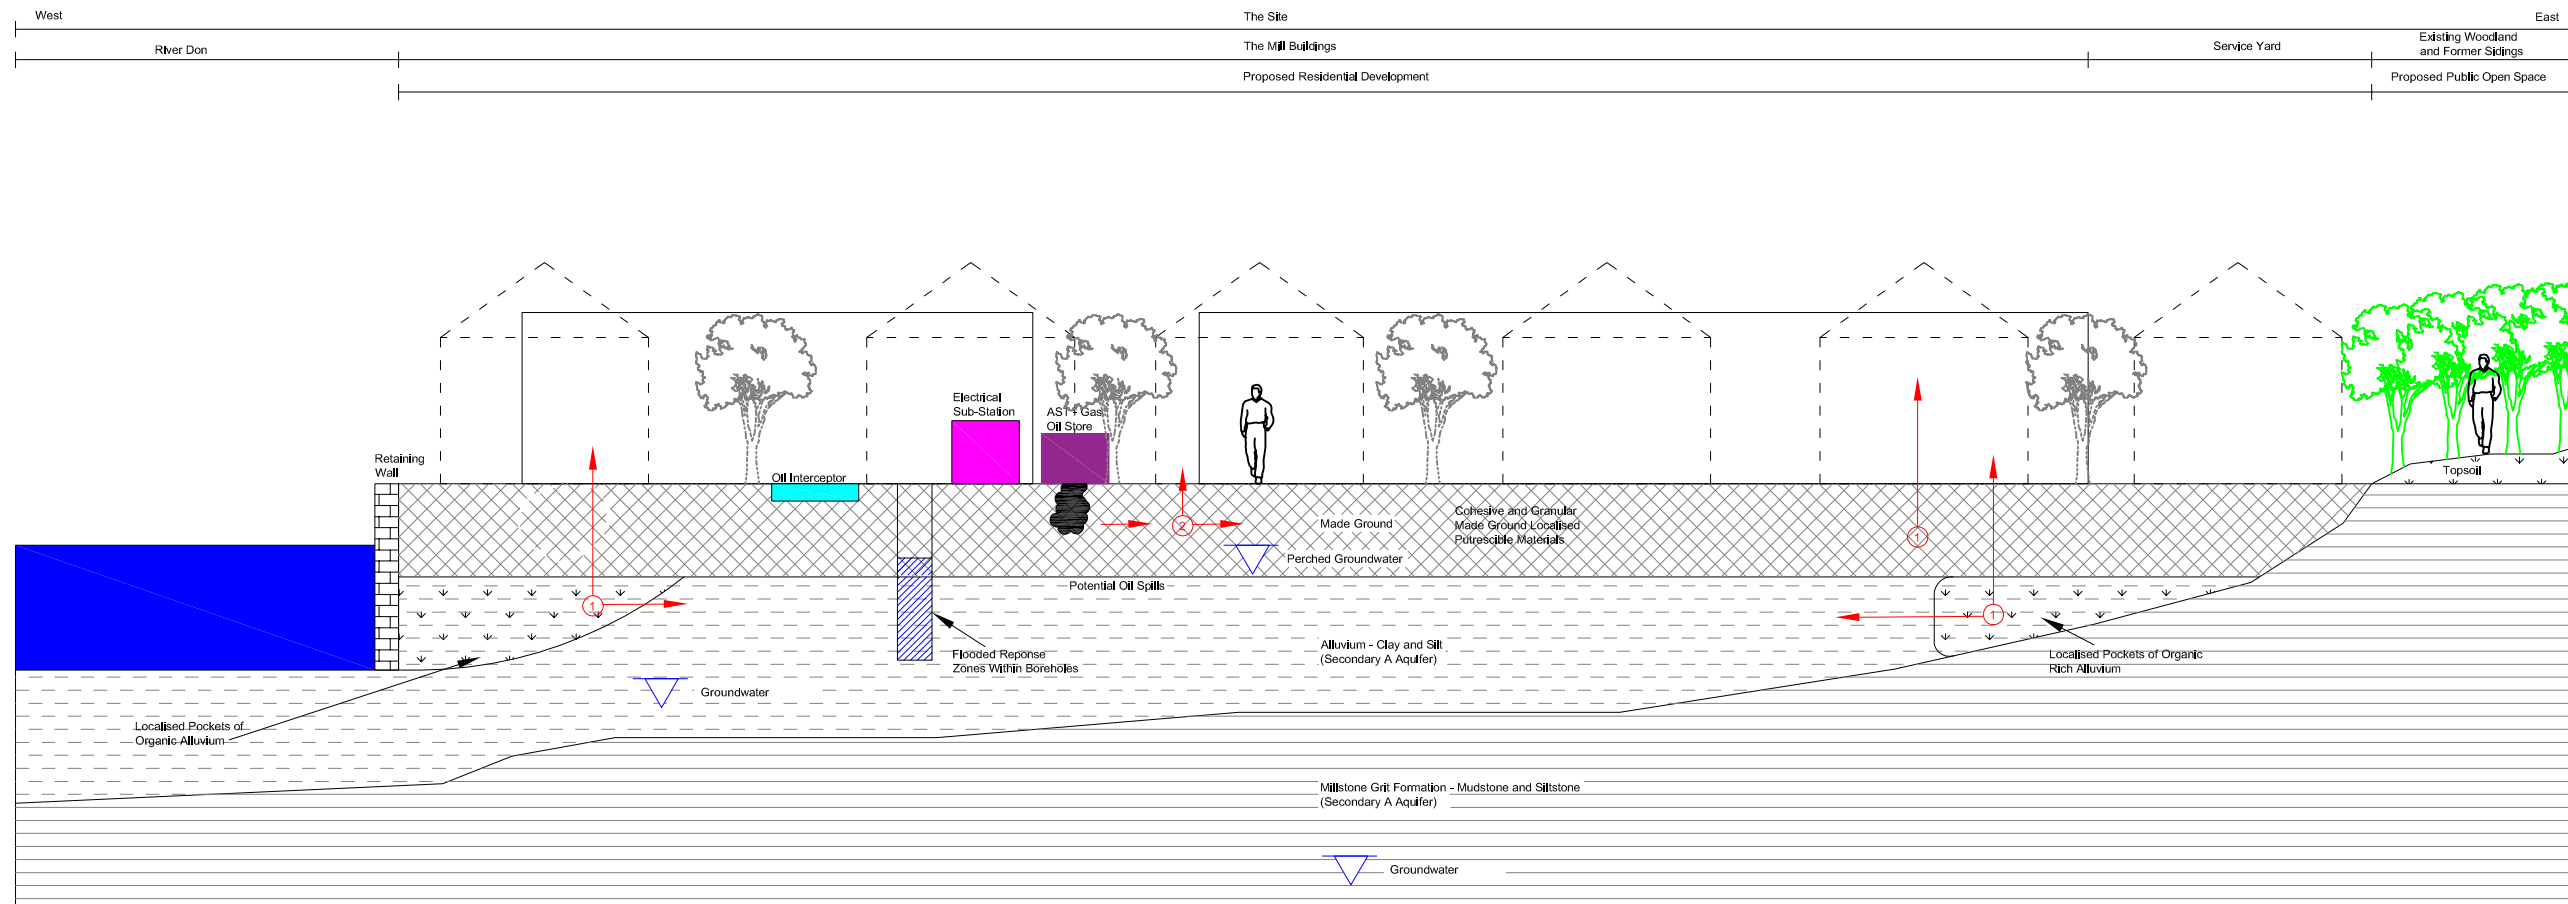 West
The Site
East
River Don
The Mill Buildings
Service Yard
Existing Woodland
and Former Sidings
Proposed Residential Development
Proposed Public Open Space
Electrical
Sub-Station
AST + Gas
Oil Store
Retaining
Wall
Oil Interceptor
Topsoil
Made Ground
Cohesive and Granular
Made Ground Localised
Putrescible Materials
2
1
Perched Groundwater
Potential Oil Spills
1
1
Flooded Reponse
Zones Within Boreholes
Alluvium - Clay and Silt
(Secondary A Aquifer)
Localised Pockets of Organic
Rich Alluvium
Groundwater
Localised Pockets of
Organic Alluvium
Millstone Grit Formation - Mudstone and Siltstone
(Secondary A Aquifer)
Groundwater